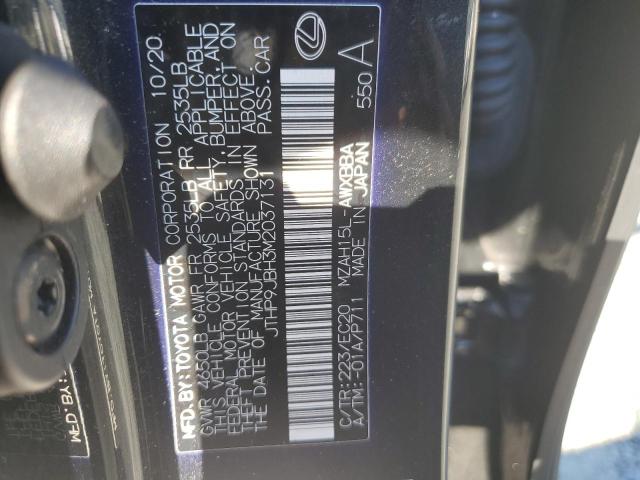 MFD.BY:TOYOTA MOTOR CORPORATION 10/20
GVWR 4650LB GAWR FR 2535LB RR 2535LB
THIS VEHICLE CONFORMS TO ALL APPLICABLE
FEDERAL MOTOR VEHICLE SAFETY, BUMPER, AND
THEFT PREVENTION STANDARDS IN EFFECT ON
THE DATE OF MANUFACTURE SHOWN ABOVE.
JTHP9JBH3M2037131 PASS.CAR
C/TR:223/EC20 MZAH15L-AWXBBA
A/TM:-01A/P711 MADE IN JAPAN
550 A
MFD.BY: